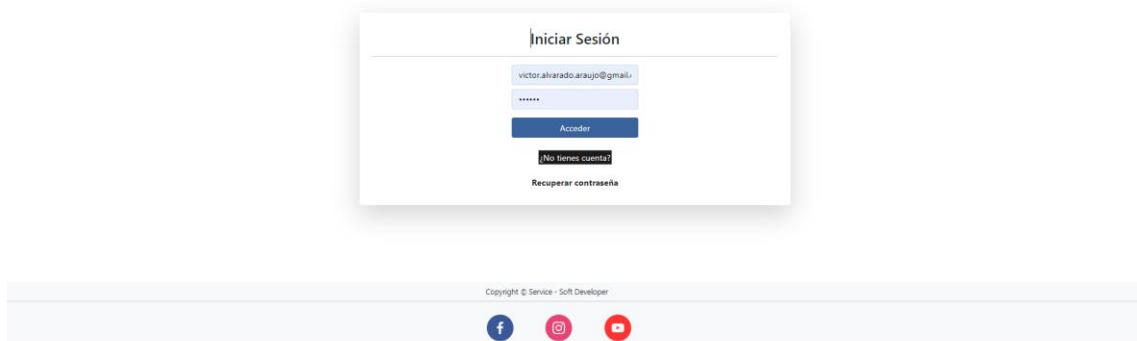 Iniciar Sesión
victor.alvarado.araujo@gmail.
••••••
Acceder
¿No tienes cuenta?
Recuperar contraseña
Copyright © Service - Soft Developer